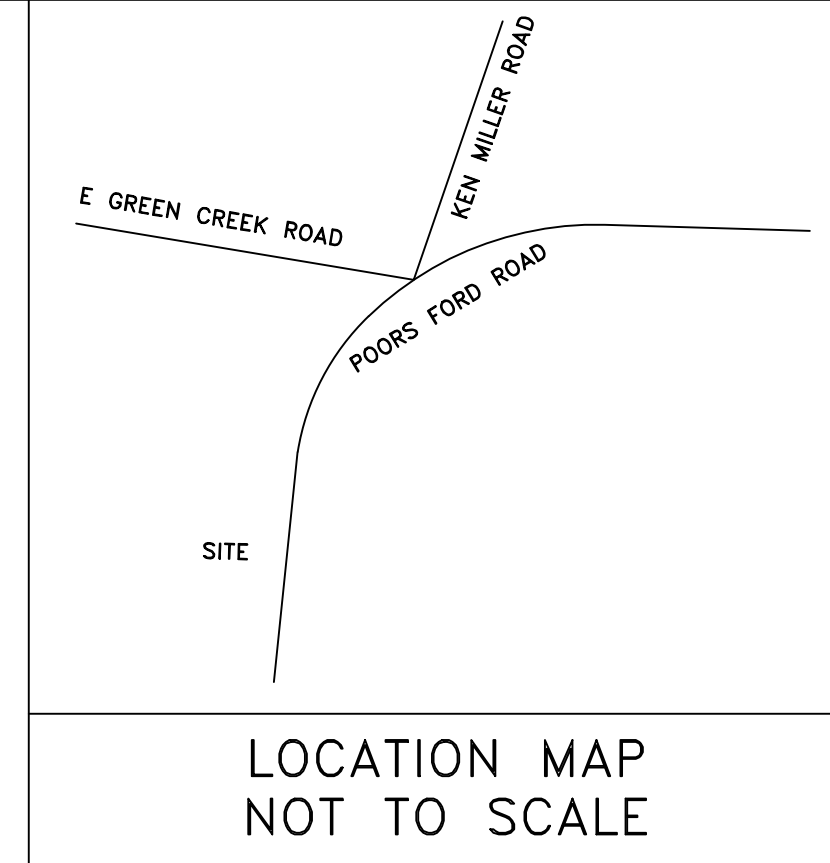 KEN MILLER ROAD
E GREEN CREEK ROAD
POORS FORD ROAD
SITE
LOCATION MAP
NOT TO SCALE